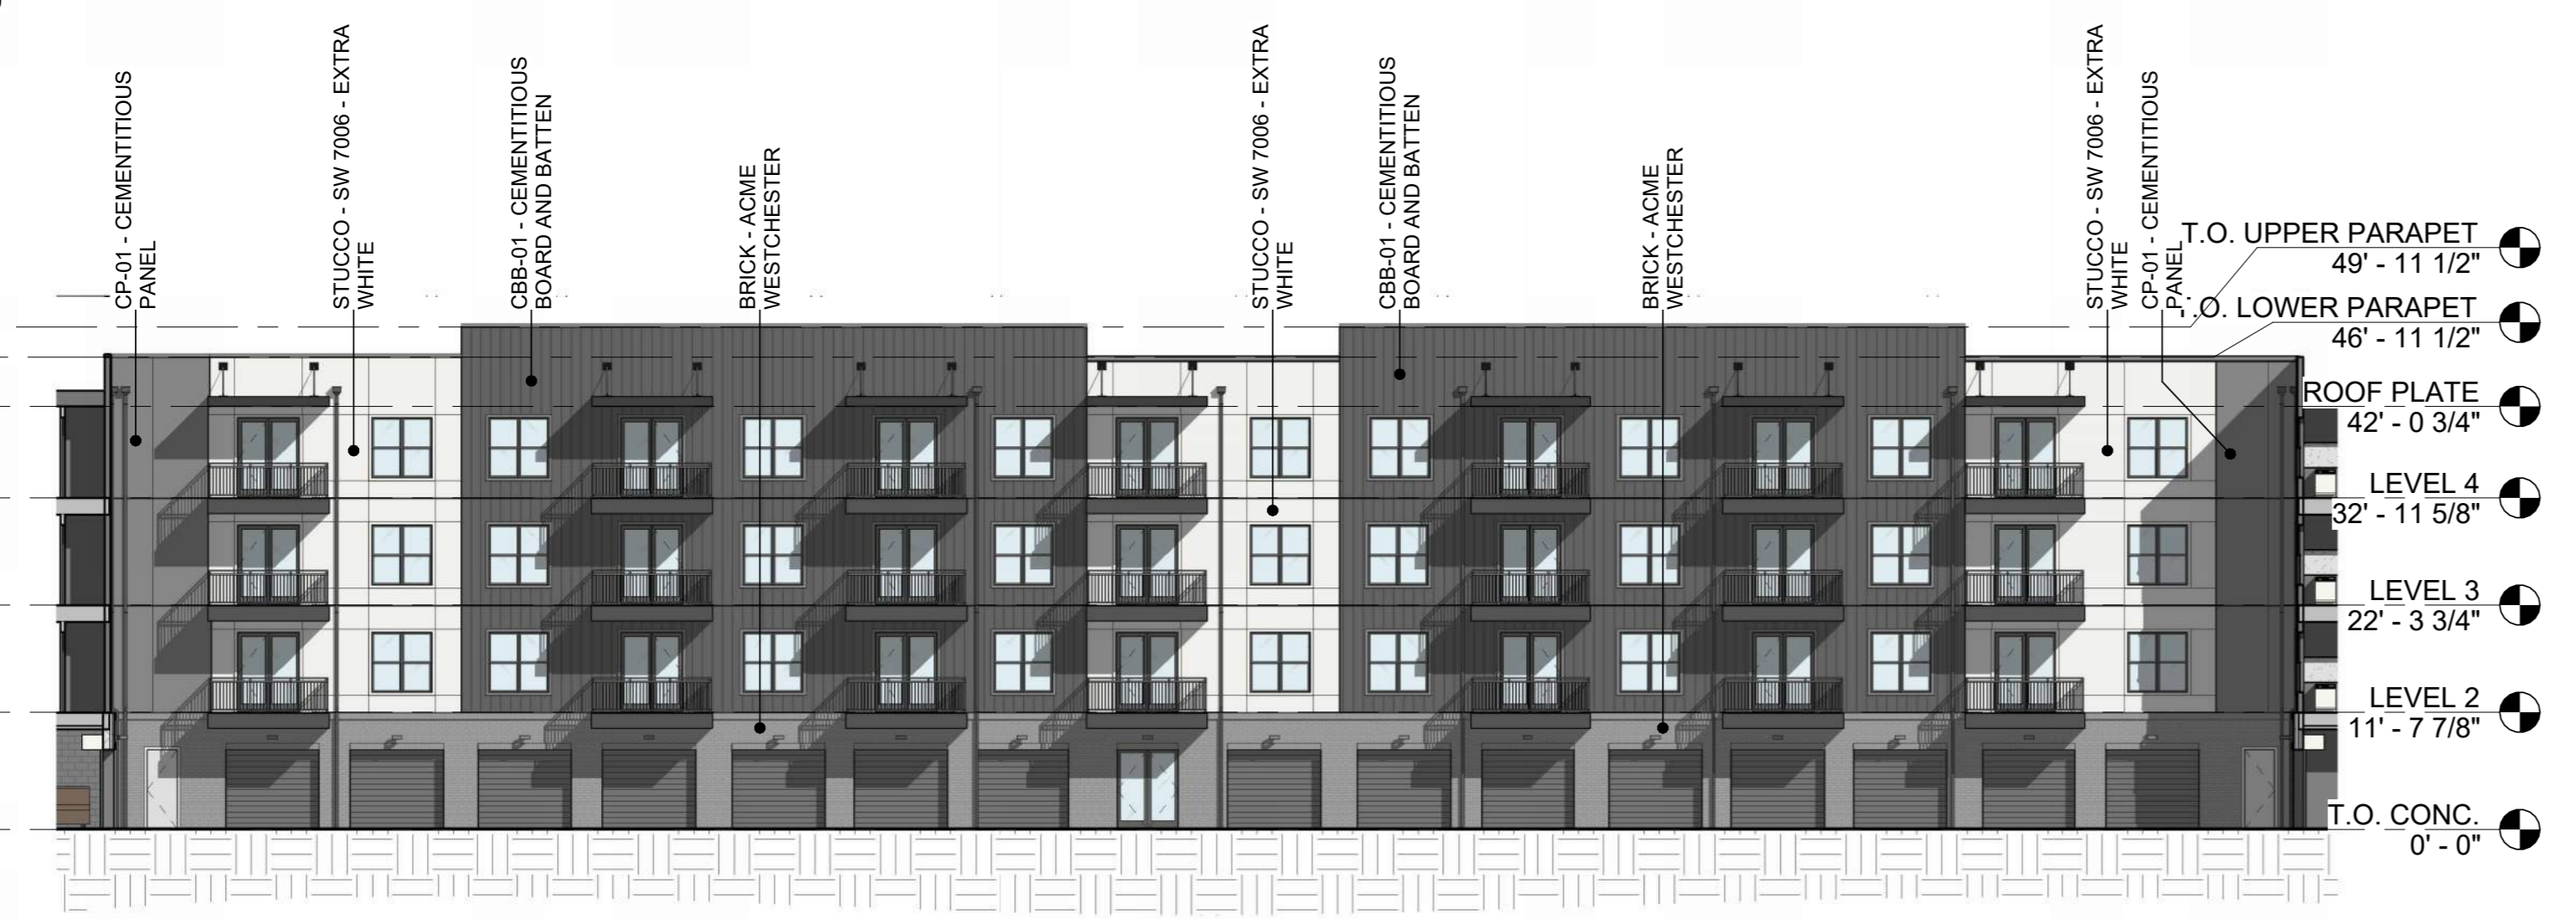 CP-01 - CEMENTITIOUS
PANEL
STUCCO - SW 7006 - EXTRA
WHITE
CBB-01 - CEMENTITIOUS
BOARD AND BATTEN
BRICK - ACME
WESTCHESTER
STUCCO - SW 7006 - EXTRA
WHITE
CBB-01 - CEMENTITIOUS
BOARD AND BATTEN
BRICK - ACME
WESTCHESTER
STUCCO - SW 7006 - EXTRA
WHITE
CP-01 - CEMENTITIOUS
PANEL
T.O. UPPER PARAPET
49' - 11 1/2"
T.O. LOWER PARAPET
46' - 11 1/2"
ROOF PLATE
42' - 0 3/4"
LEVEL 4
32' - 11 5/8"
LEVEL 3
22' - 3 3/4"
LEVEL 2
11' - 7 7/8"
T.O. CONC.
0' - 0"